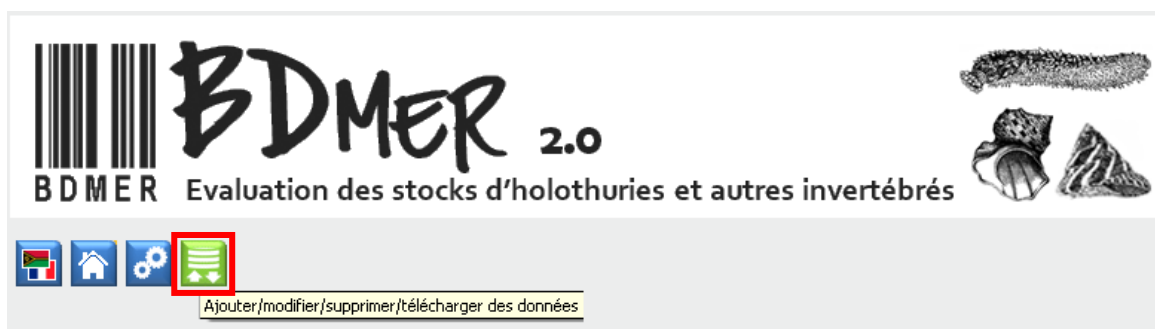 BDMER 2.0
BDMER
Evaluation des stocks d'holothuries et autres invertébrés
Ajouter/modifier/supprimer/télécharger des données